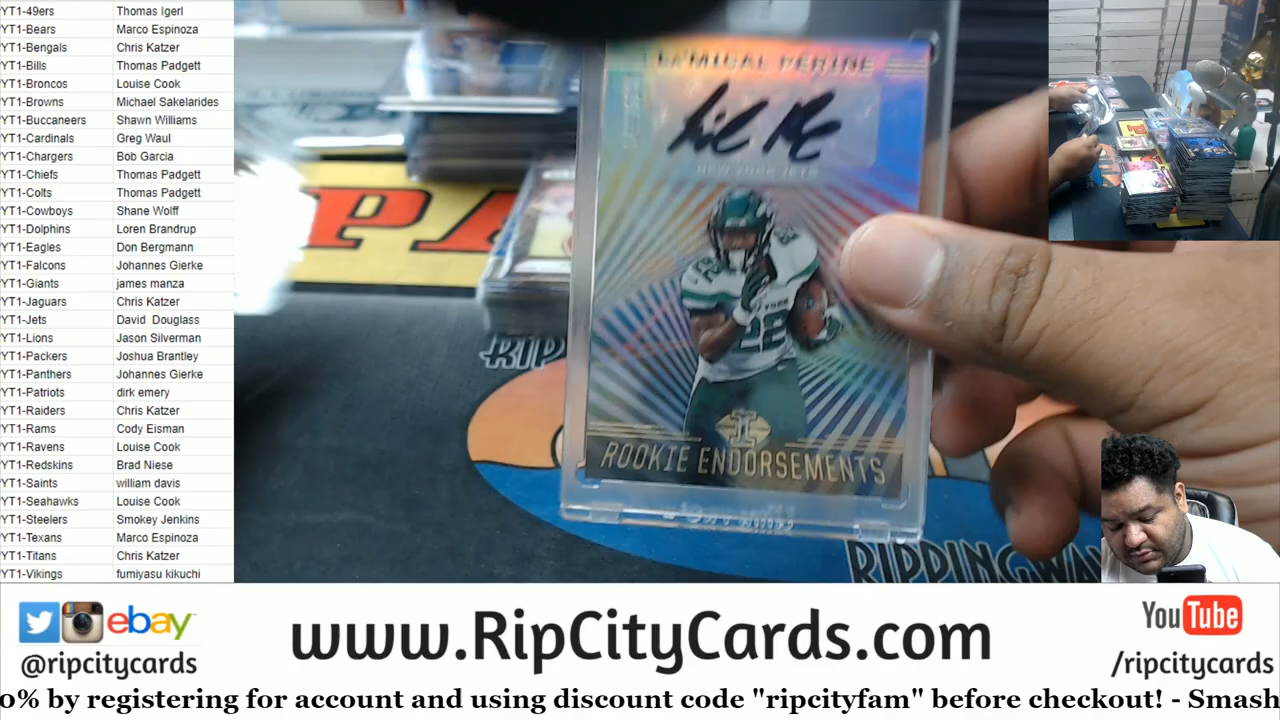 YT1-49ers Thomas Igerl
YT1-Bears Marco Espinoza
YT1-Bengals Chris Katzer
YT1-Bills Thomas Padgett
YT1-Broncos Louise Cook
YT1-Browns Michael Sakelarides
YT1-Buccaneers Shawn Williams
YT1-Cardinals Greg Waul
YT1-Chargers Bob Garcia
YT1-Chiefs Thomas Padgett
YT1-Colts Thomas Padgett
YT1-Cowboys Shane Wolff
YT1-Dolphins Loren Brandrup
YT1-Eagles Don Bergmann
YT1-Falcons Johannes Gierke
YT1-Giants james manza
YT1-Jaguars Chris Katzer
YT1-Jets David Douglass
YT1-Lions Jason Silverman
YT1-Packers Joshua Brantley
YT1-Panthers Johannes Gierke
YT1-Patriots dirk emery
YT1-Raiders Chris Katzer
YT1-Rams Cody Eisman
YT1-Ravens Louise Cook
YT1-Redskins Brad Niese
YT1-Saints william davis
YT1-Seahawks Louise Cook
YT1-Steelers Smokey Jenkins
YT1-Texans Marco Espinoza
YT1-Titans Chris Katzer
YT1-Vikings fumiyasu kikuchi
LA'MICAL PERINE
NEW YORK JETS
22
ROOKIE ENDORSEMENTS
PA
RIP
RIPPING WA
ebay
@ripcitycards
www.RipCityCards.com
YouTube
/ripcitycards
0% by registering for account and using discount code "ripcityfam" before checkout! - Smash